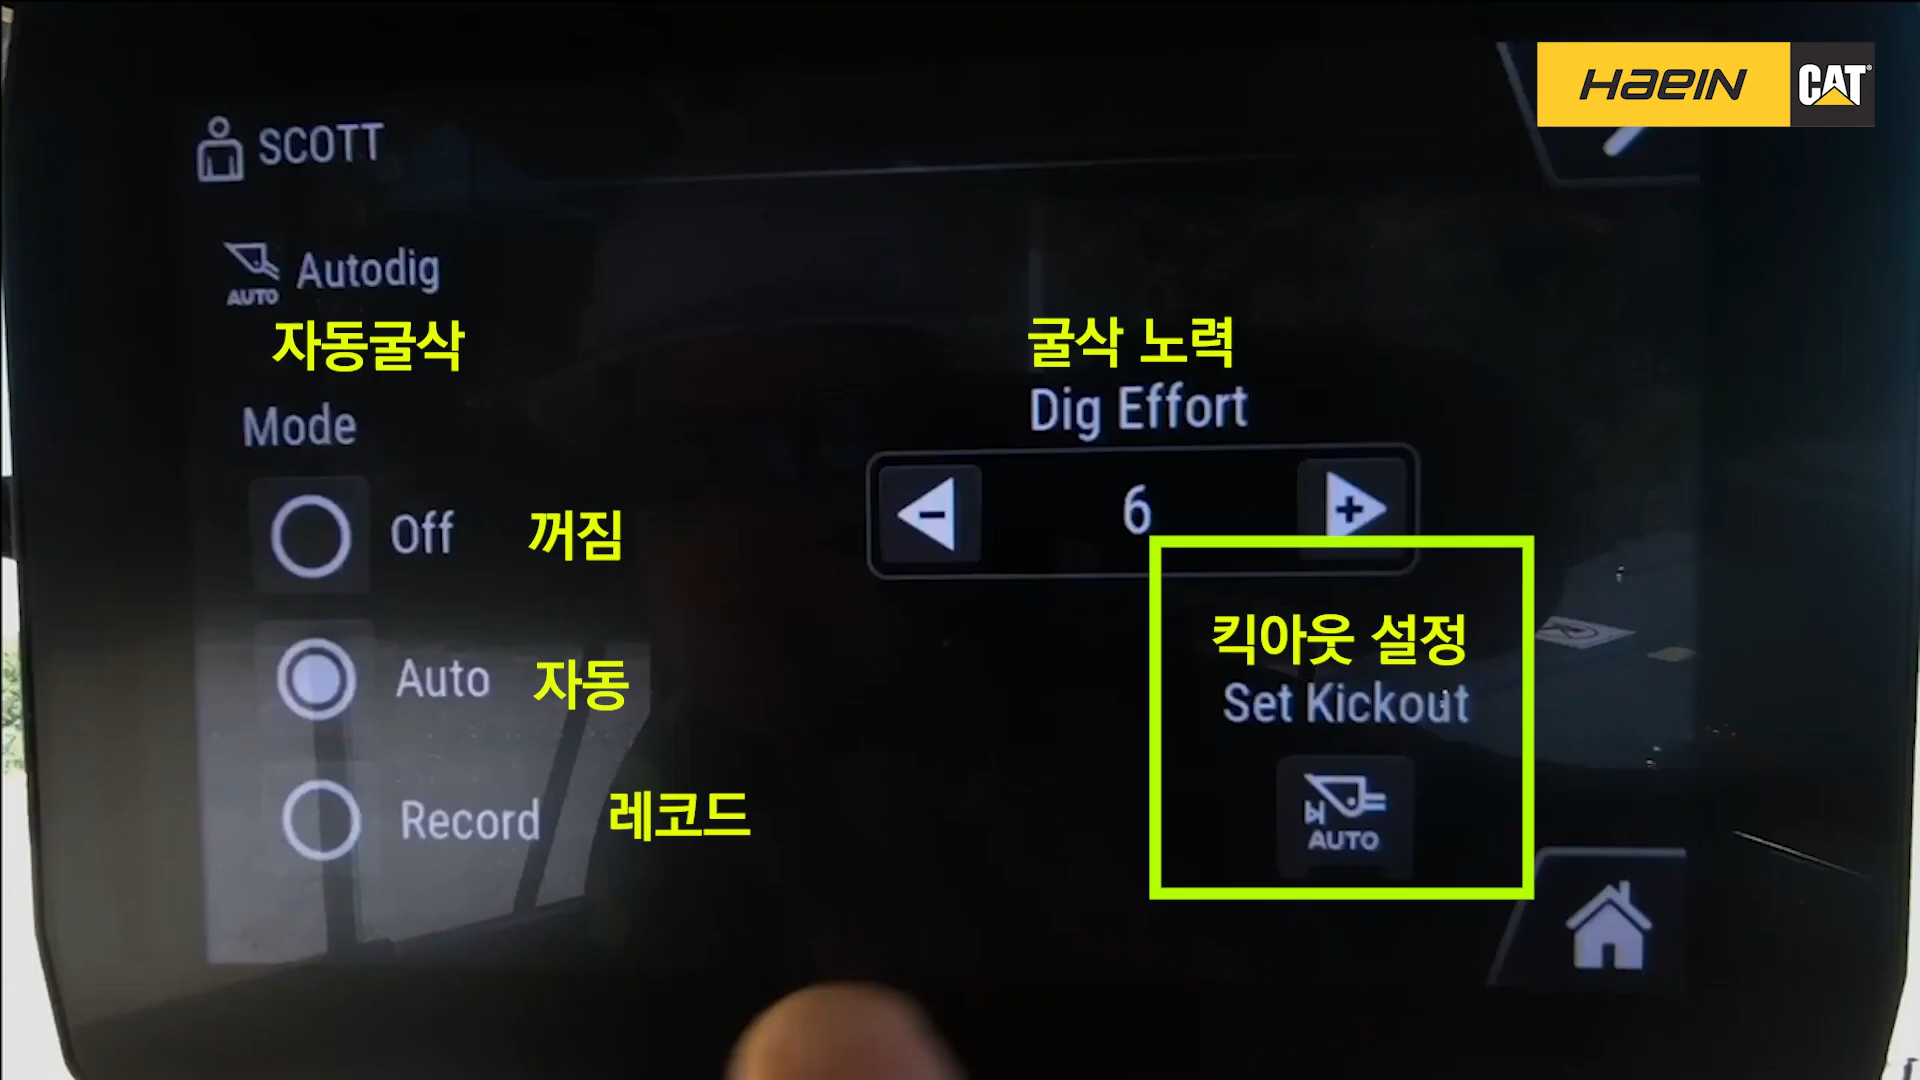 HaeIN CAT
SCOTT
AUTO Autodig
자동굴삭
굴삭 노력
Dig Effort
Mode
6
Off 꺼짐
킥아웃 설정
Set Kickout
Auto 자동
Record 레코드
AUTO